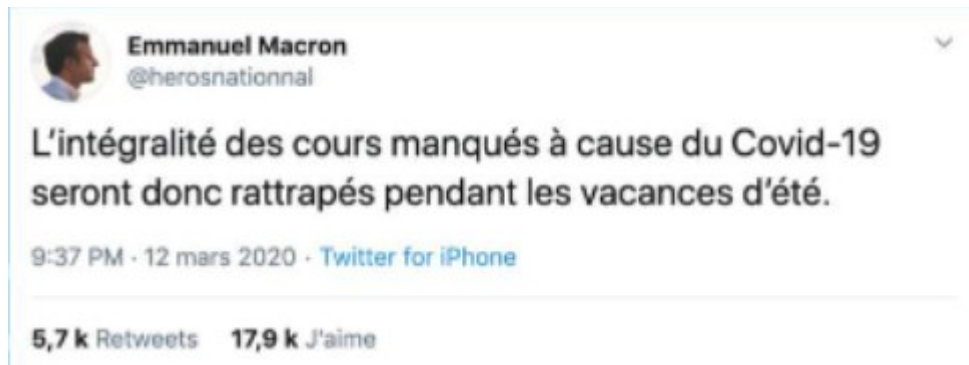 Emmanuel Macron
@herosnationnal
L'intégralité des cours manqués à cause du Covid-19
seront donc rattrapés pendant les vacances d'été.
9:37 PM · 12 mars 2020 · Twitter for iPhone
5,7 k Retweets 17,9 k J'aime